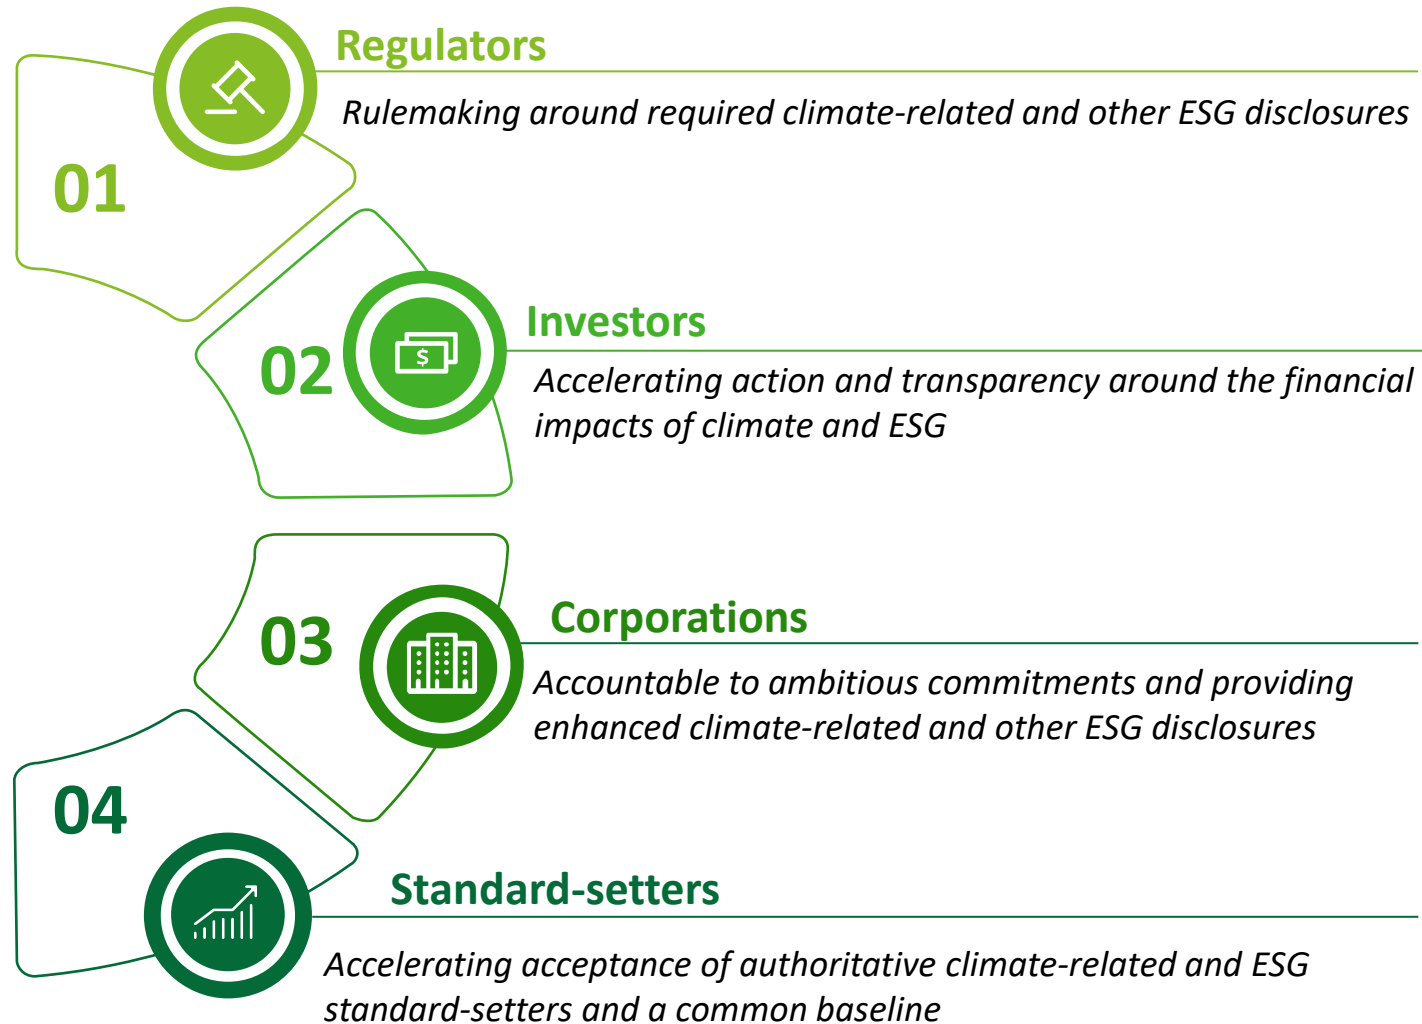 Regulators
Rulemaking around required climate-related and other ESG disclosures
01
Investors
02
$
Accelerating action and transparency around the financial
impacts of climate and ESG
Corporations
03
Accountable to ambitious commitments and providing
enhanced climate-related and other ESG disclosures
04
Standard-setters
Accelerating acceptance of authoritative climate-related and ESG
standard-setters and a common baseline